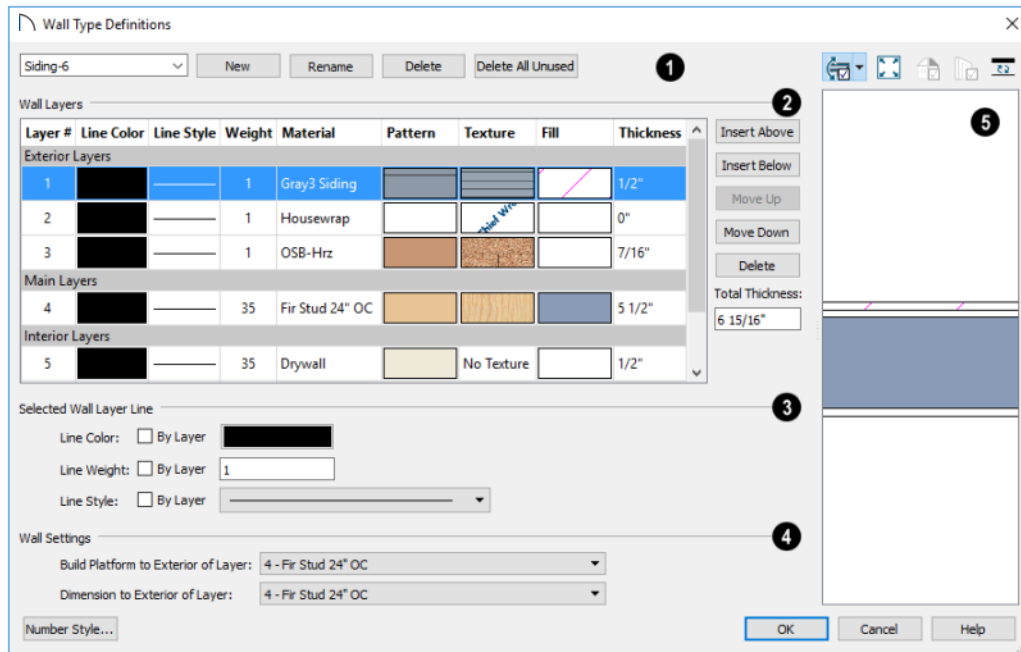 Wall Type Definitions
Siding-6 New Rename Delete Delete All Unused 1
Wall Layers 2
Layer # Line Color Line Style Weight Material Pattern Texture Fill Thickness
Exterior Layers
1 1 Gray3 Siding 1/2"
2 1 Housewrap 0"
3 1 OSB-Hrz 7/16"
Main Layers
4 35 Fir Stud 24" OC 5 1/2"
Interior Layers
5 35 Drywall No Texture 1/2"
Insert Above
Insert Below
Move Up
Move Down
Delete
Total Thickness:
6 15/16"
5
Selected Wall Layer Line 3
Line Color: By Layer
Line Weight: By Layer 1
Line Style: By Layer
Wall Settings 4
Build Platform to Exterior of Layer: 4 - Fir Stud 24" OC
Dimension to Exterior of Layer: 4 - Fir Stud 24" OC
Number Style... OK Cancel Help